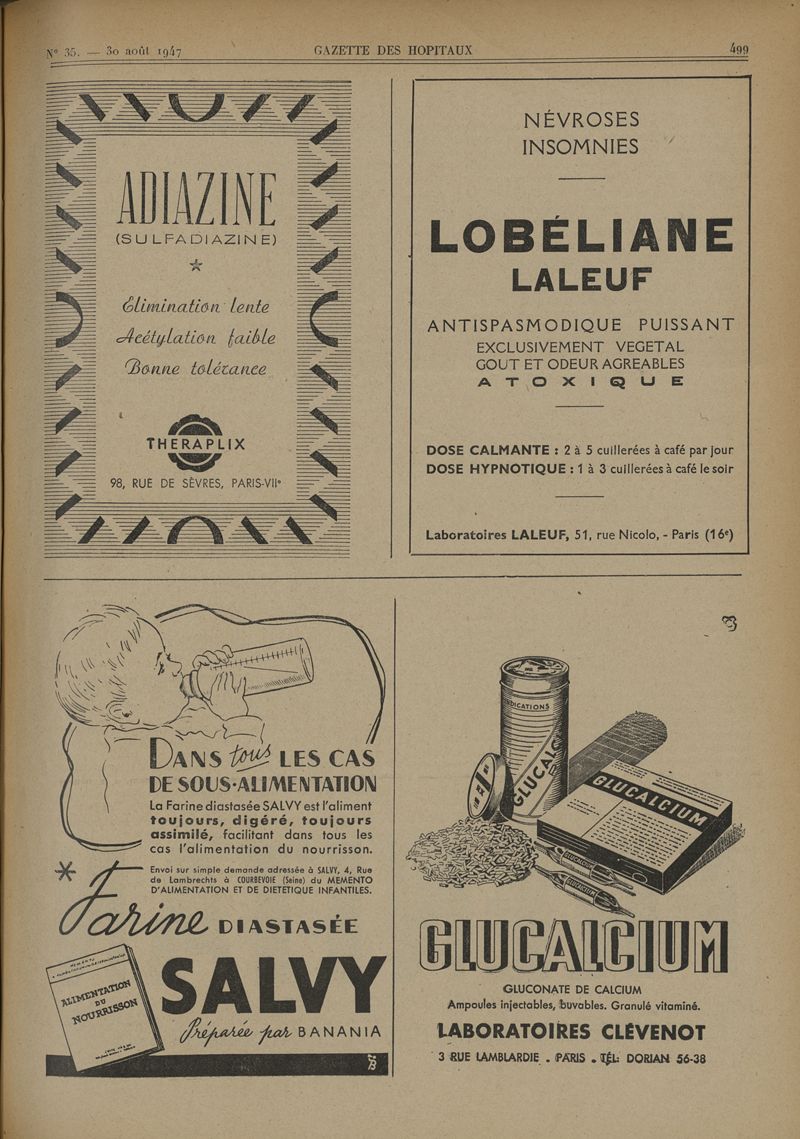 N° 35. — 30 août 1947 GAZETTE DES HOPITAUX 499
ADIAZINE
(SULFADIAZINE)
Élimination lente
Acétylation faible
Bonne tolérance
THERAPLIX
98, RUE DE SÈVRES, PARIS-VIIe
NÉVROSES
INSOMNIES
LOBÉLIANE
LALEUF
ANTISPASMODIQUE PUISSANT
EXCLUSIVEMENT VEGETAL
GOUT ET ODEUR AGREABLES
ATOXIQUE
DOSE CALMANTE : 2 à 5 cuillerées à café par jour
DOSE HYPNOTIQUE : 1 à 3 cuillerées à café le soir
Laboratoires LALEUF, 51, rue Nicolo, - Paris (16e)
DANS tous LES CAS
DE SOUS-ALIMENTATION
La Farine diastasée SALVY est l'aliment
toujours, digéré, toujours
assimilé, facilitant dans tous les
cas l'alimentation du nourrisson.
Envoi sur simple demande adressée à SALVY, 4, Rue
de Lambrechts à COURBEVOIE (Seine) du MEMENTO
D'ALIMENTATION ET DE DIETETIQUE INFANTILES.
Farine DIASTASÉE
SALVY
Préparée par BANANIA
ALIMENTATION
DU
NOURRISSON
INDICATIONS
GLUCALC
GLUCALCIUM
GLUCALCIUM
GLUCALCIUM
GLUCALCIUM
GLUCONATE DE CALCIUM
Ampoules injectables, buvables. Granulé vitaminé.
LABORATOIRES CLÉVENOT
3 RUE LAMBLARDIE . PARIS . TÉL: DORIAN 56-38